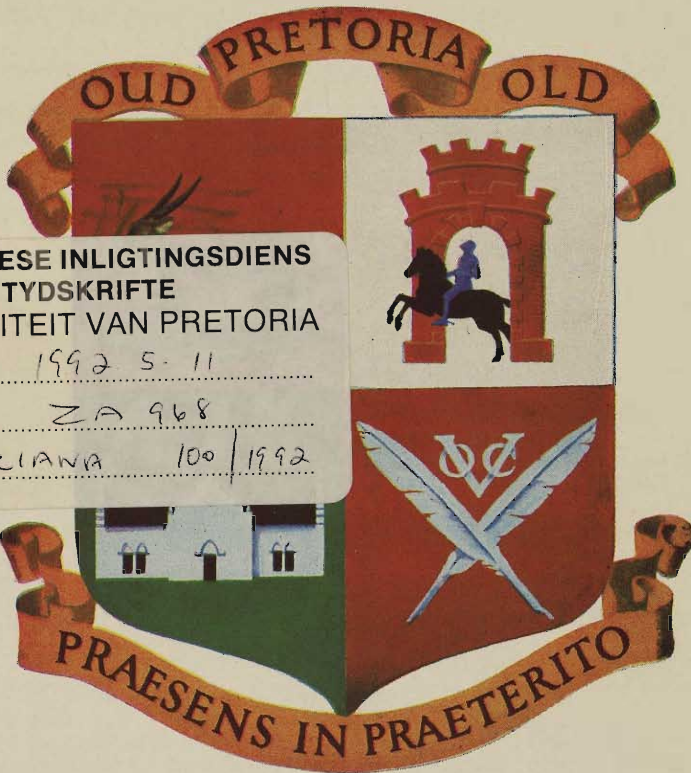 OUD PRETORIA OLD
ESE INLIGTINGSDIENS
TYDSKRIFTE
ITEIT VAN PRETORIA
1992 5-11
ZA 968
CIANA 100/1992
VOC
PRAESENS IN PRAETERITO